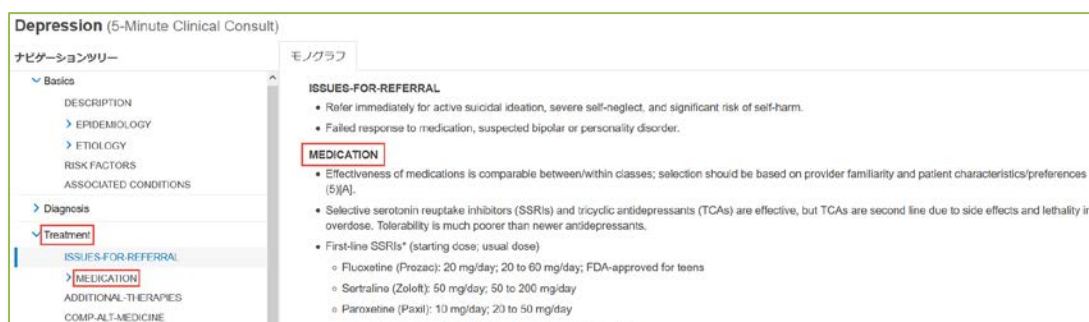 Depression (5-Minute Clinical Consult)
ナビゲーションツリー
Basics
DESCRIPTION
EPIDEMIOLOGY
ETIOLOGY
RISK FACTORS
ASSOCIATED CONDITIONS
Diagnosis
Treatment
ISSUES-FOR-REFERRAL
MEDICATION
ADDITIONAL-THERAPIES
COMP-ALT-MEDICINE
モノグラフ
ISSUES-FOR-REFERRAL
• Refer immediately for active suicidal ideation, severe self-neglect, and significant risk of self-harm.
• Failed response to medication, suspected bipolar or personality disorder.
MEDICATION
• Effectiveness of medications is comparable between/within classes; selection should be based on provider familiarity and patient characteristics/preferences
(5)[A].
• Selective serotonin reuptake inhibitors (SSRIs) and tricyclic antidepressants (TCAs) are effective, but TCAs are second line due to side effects and lethality in
overdose. Tolerability is much poorer than newer antidepressants.
• First-line SSRIs* (starting dose; usual dose)
◦ Fluoxetine (Prozac): 20 mg/day; 20 to 60 mg/day; FDA-approved for teens
◦ Sertraline (Zoloft): 50 mg/day; 50 to 200 mg/day
◦ Paroxetine (Paxil): 10 mg/day; 20 to 50 mg/day